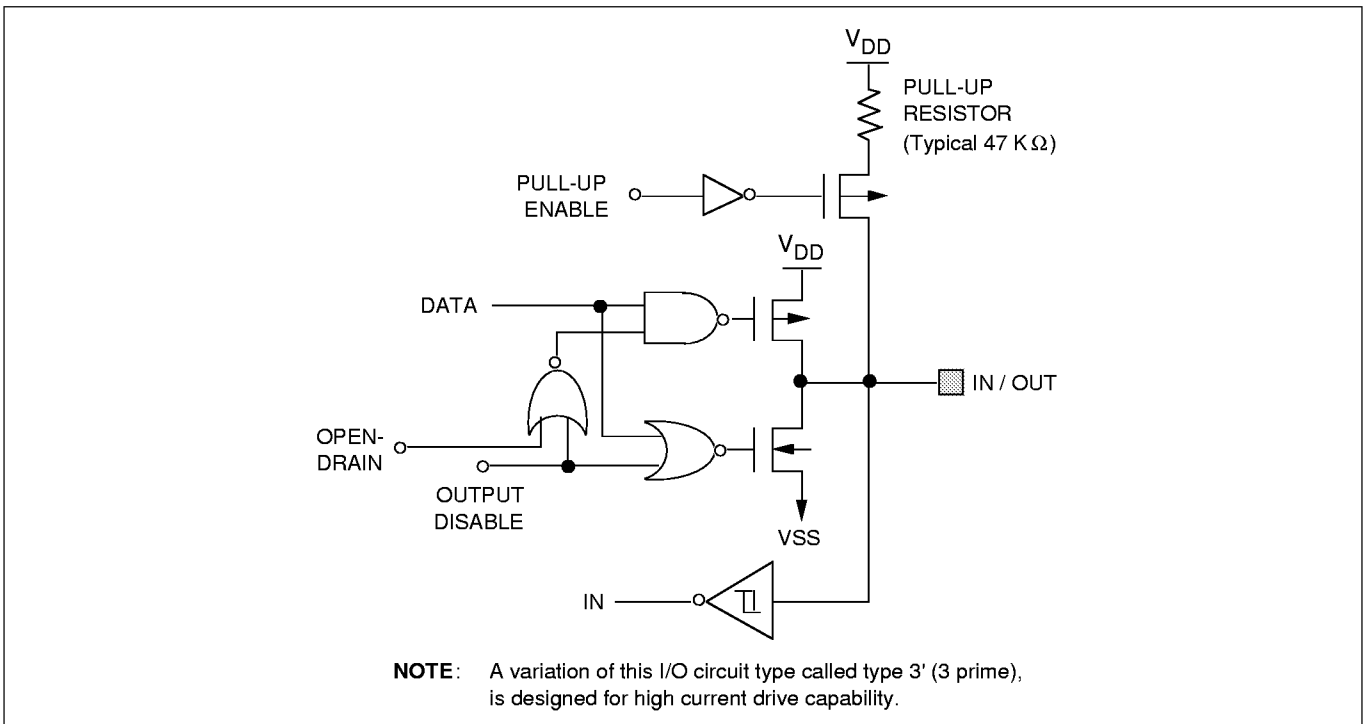 VDD
PULL-UP
RESISTOR
(Typical 47 KΩ)
PULL-UP
ENABLE
VDD
DATA
IN / OUT
OPEN-
DRAIN
OUTPUT
DISABLE
VSS
IN
NOTE: A variation of this I/O circuit type called type 3' (3 prime),
is designed for high current drive capability.